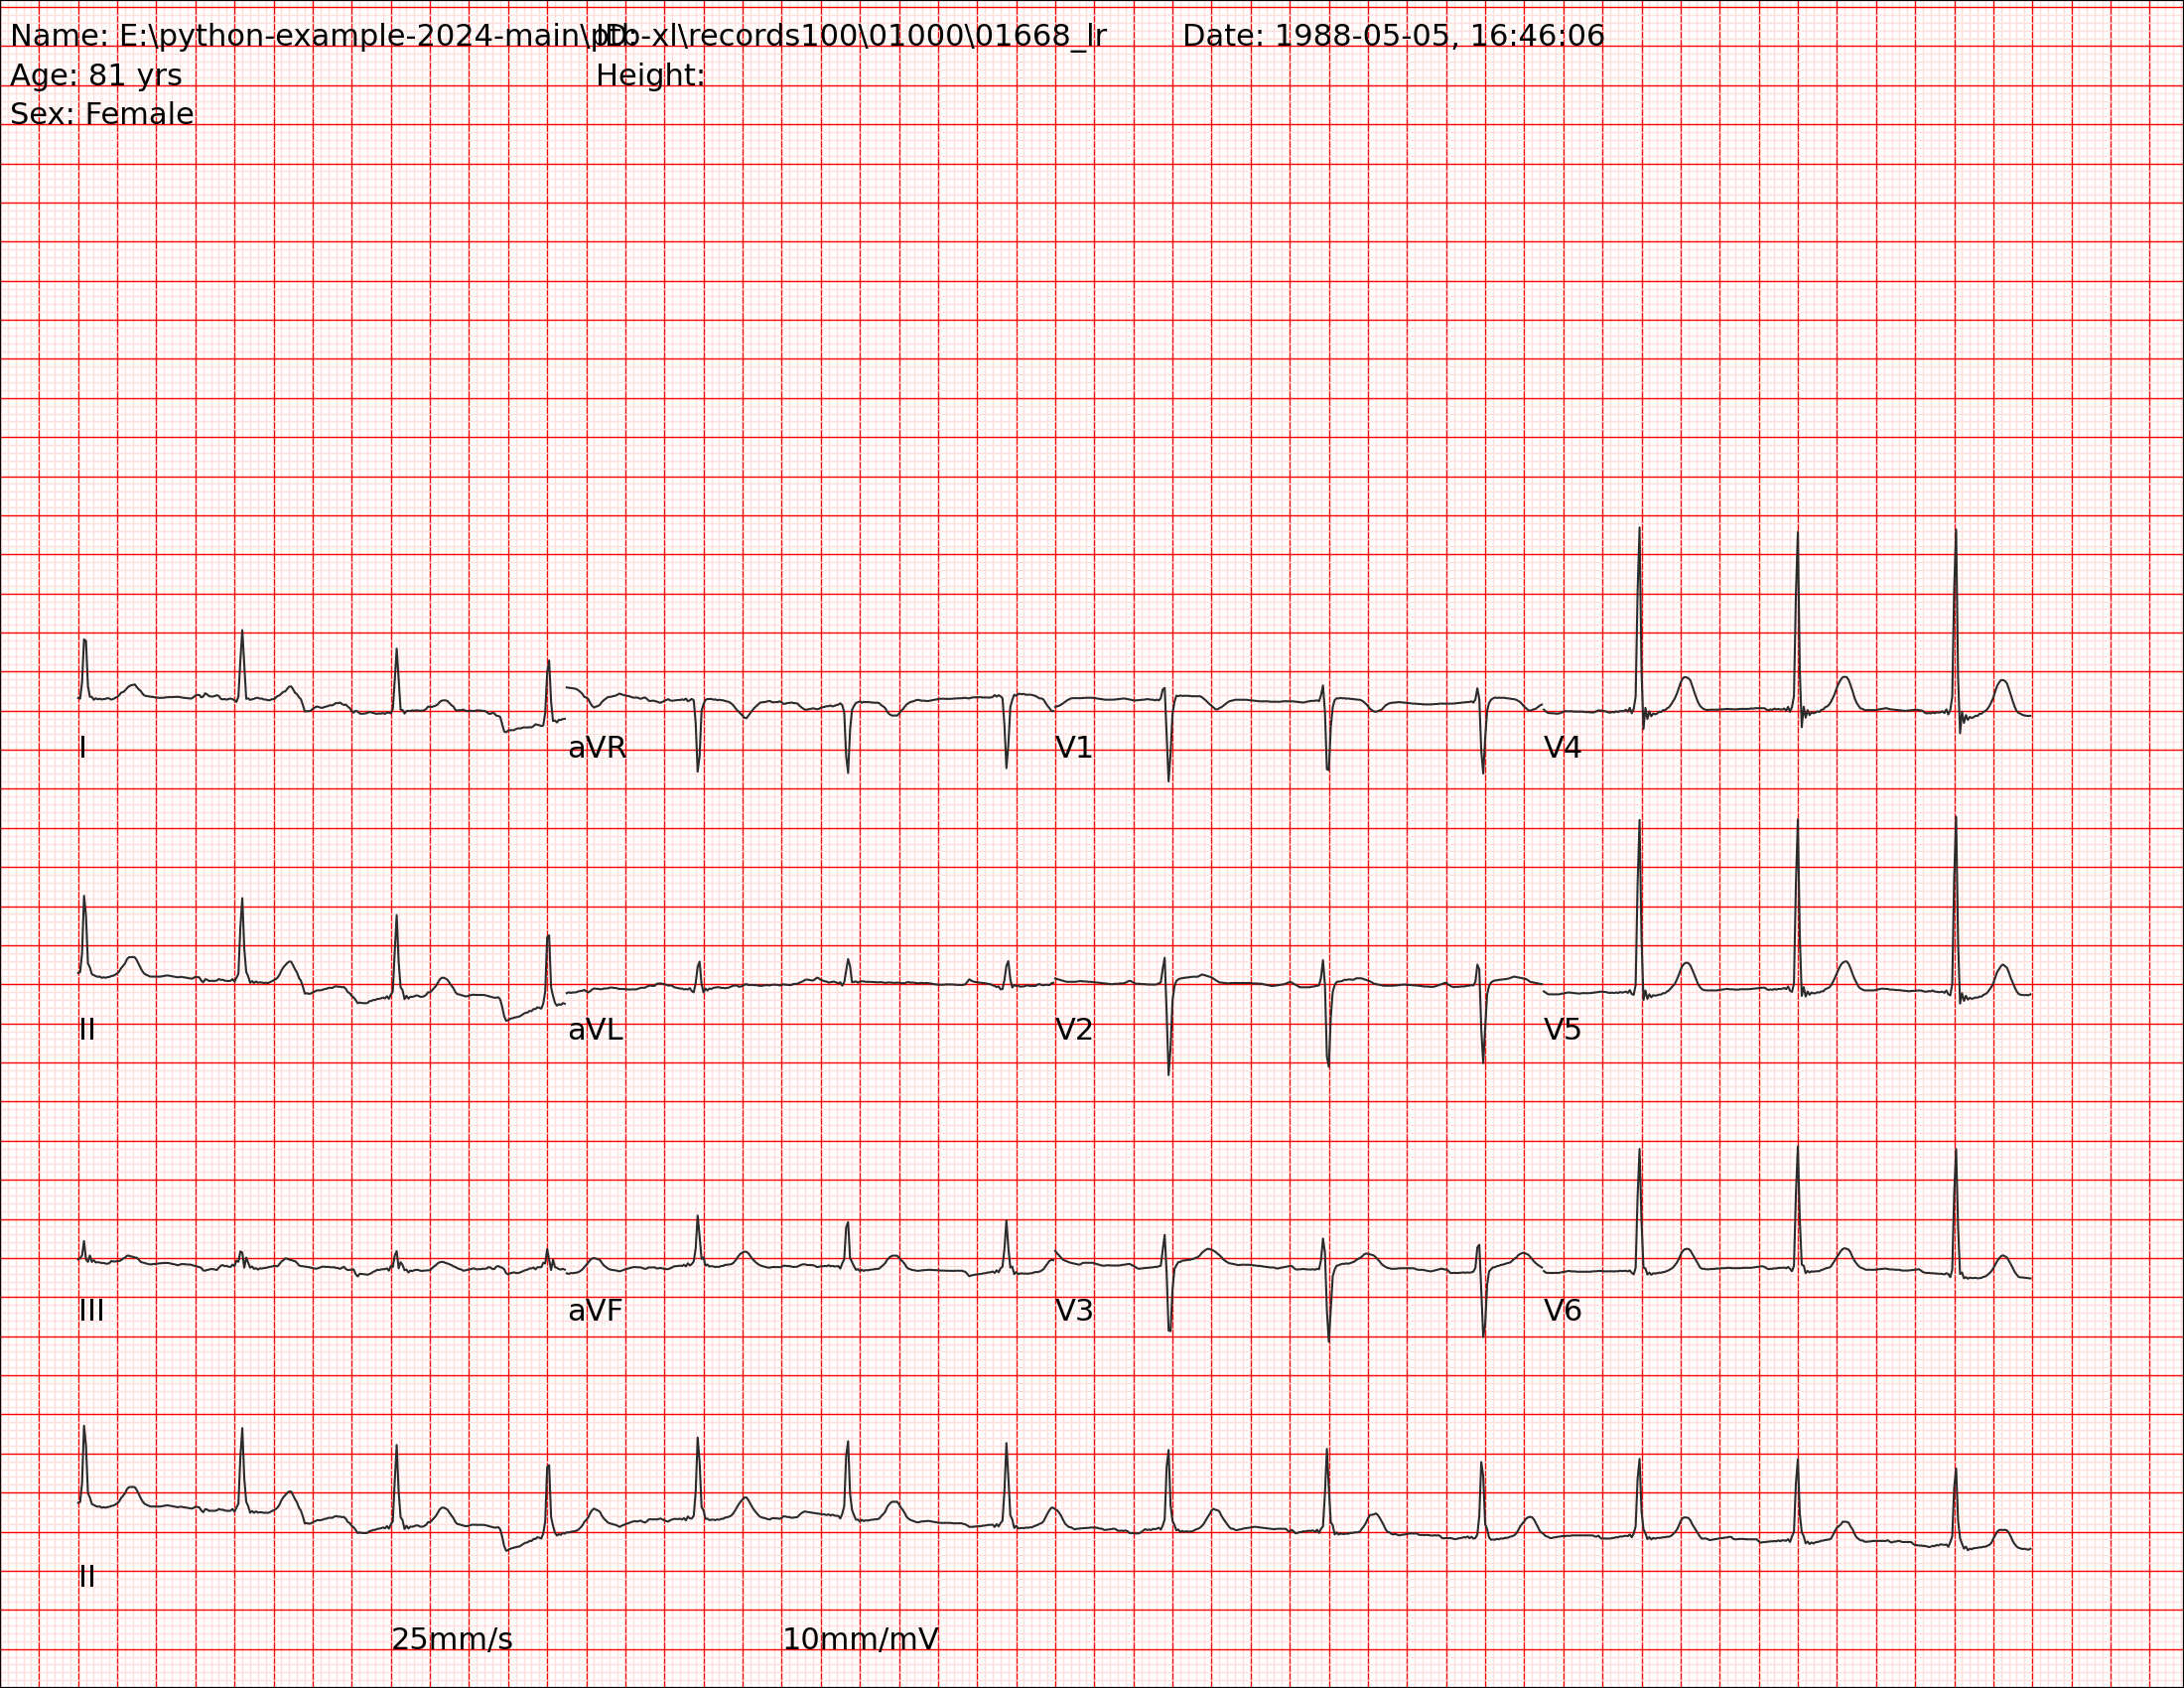 Name: E:\python-example-2024-main\ptb-xl\records100\01000\01668_lr ID: Date: 1988-05-05, 16:46:06
Age: 81 yrs Height:
Sex: Female
I aVR V1 V4
II aVL V2 V5
III aVF V3 V6
II
25mm/s 10mm/mV